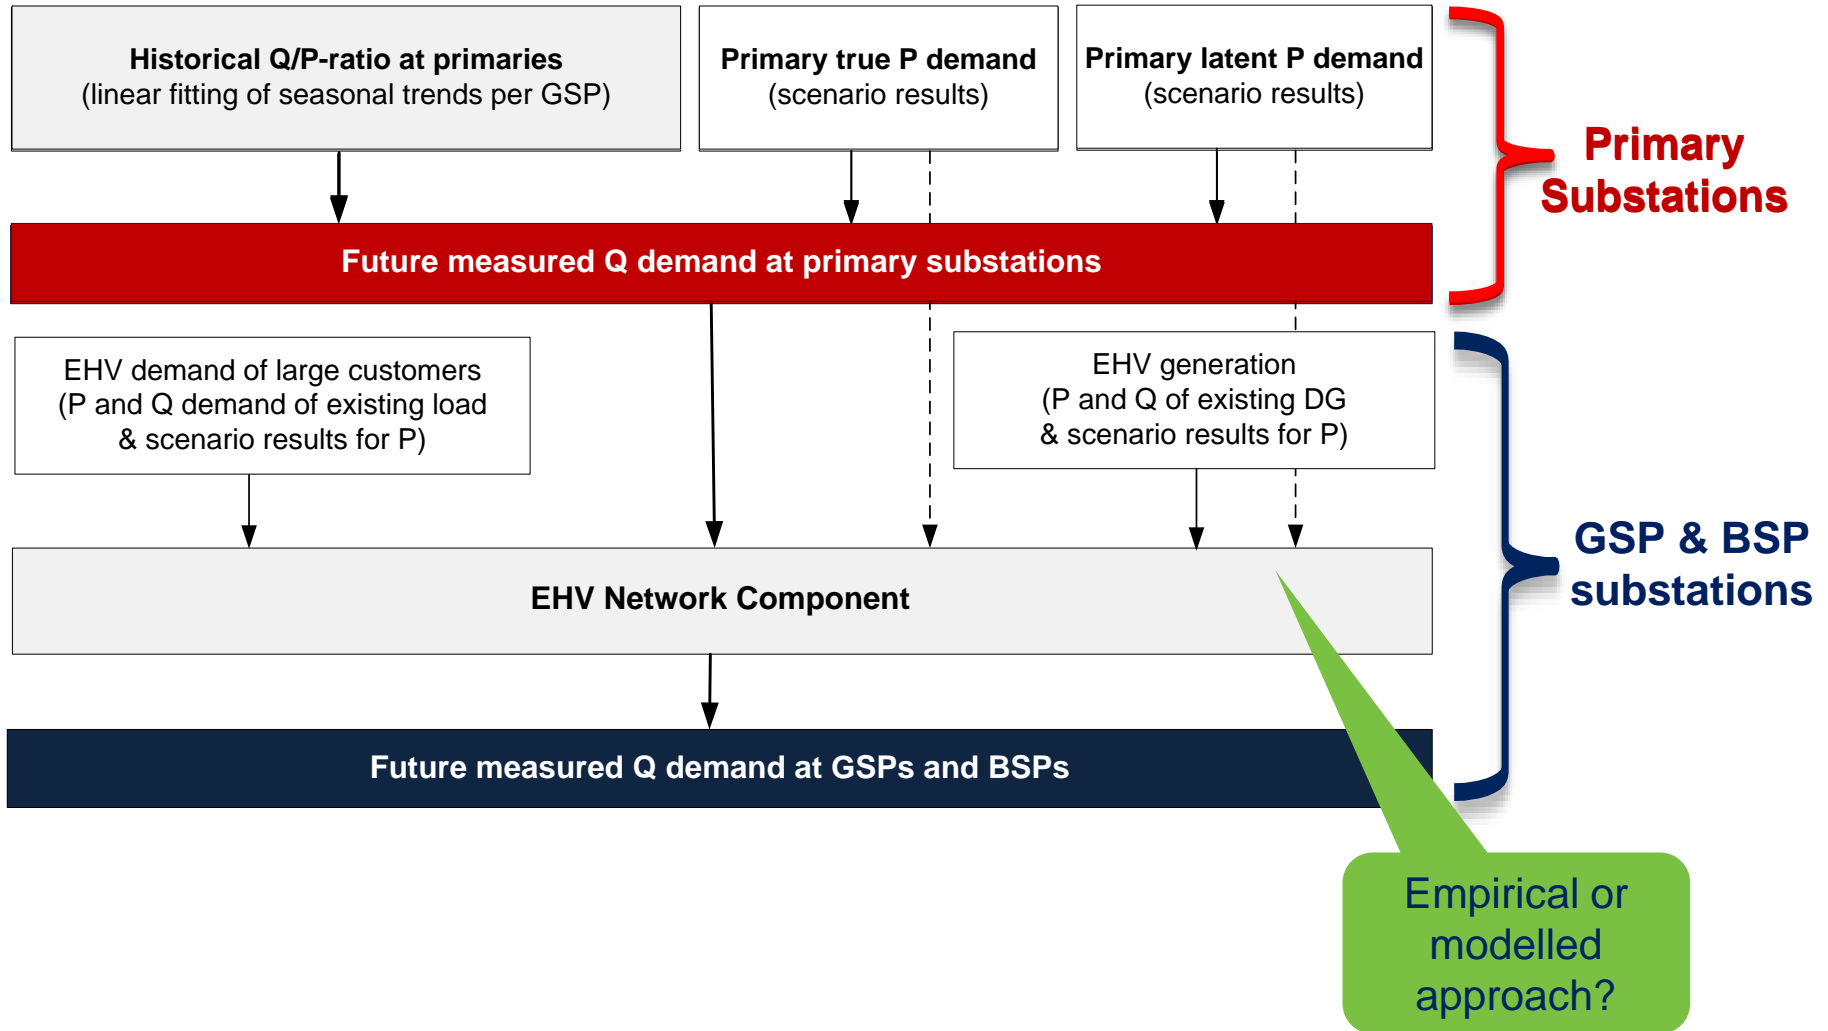 Historical Q/P-ratio at primaries
(linear fitting of seasonal trends per GSP)
Primary true P demand
(scenario results)
Primary latent P demand
(scenario results)
Primary
Substations
Future measured Q demand at primary substations
EHV demand of large customers
(P and Q demand of existing load
& scenario results for P)
EHV generation
(P and Q of existing DG
& scenario results for P)
GSP & BSP
substations
EHV Network Component
Future measured Q demand at GSPs and BSPs
Empirical or
modelled
approach?